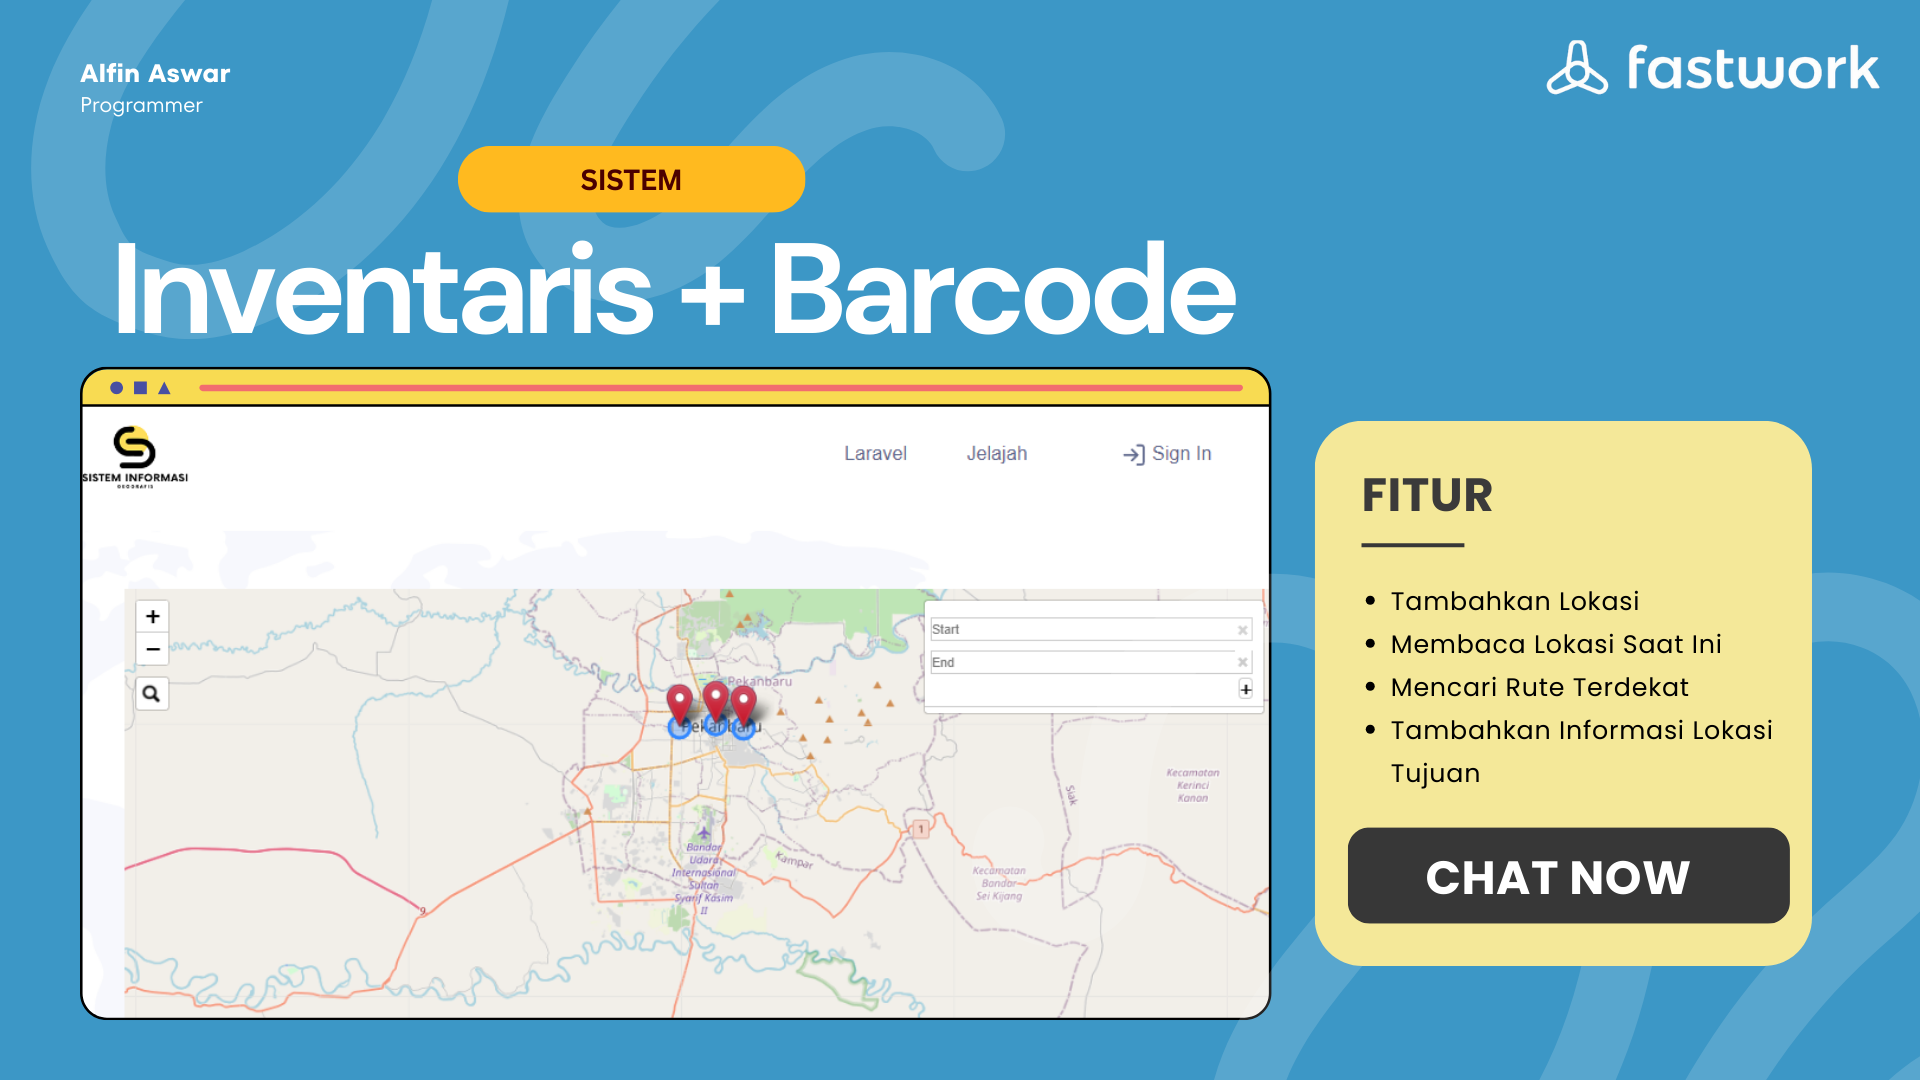 Alfin Aswar
Programmer
fastwork
SISTEM
Inventaris + Barcode
SISTEM INFORMASI
GEOGRAFIS
Laravel
Jelajah
Sign In
+
−
Start
End
+
Pekanbaru
Pekanbaru
Kecamatan
Kerinci
Kanan
Siak
1
Bandar
Udara
Internasional
Sultan
Syarif Kasim
II
Kampar
Kecamatan
Bandar
Sei Kijang
9
FITUR
• Tambahkan Lokasi
• Membaca Lokasi Saat Ini
• Mencari Rute Terdekat
• Tambahkan Informasi Lokasi
Tujuan
CHAT NOW